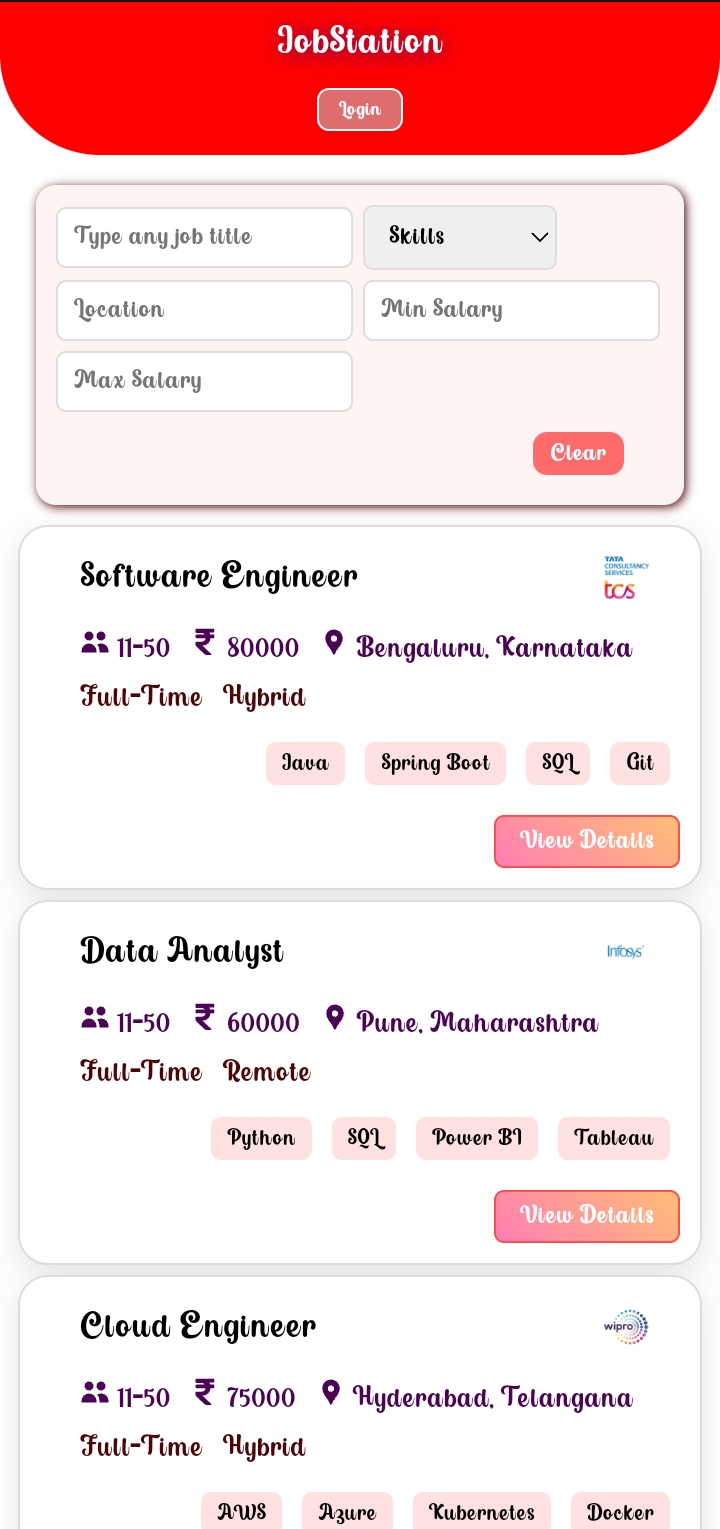 JobStation
Login
Type any job title
Skills
Location
Min Salary
Max Salary
Clear
Software Engineer
TATA
CONSULTANCY
SERVICES
tcs
11-50 ₹ 80000 Bengaluru, Karnataka
Full-Time Hybrid
Java Spring Boot SQL Git
View Details
Data Analyst
Infosys
11-50 ₹ 60000 Pune, Maharashtra
Full-Time Remote
Python SQL Power BI Tableau
View Details
Cloud Engineer
wipro
11-50 ₹ 75000 Hyderabad, Telangana
Full-Time Hybrid
AWS Azure Kubernetes Docker